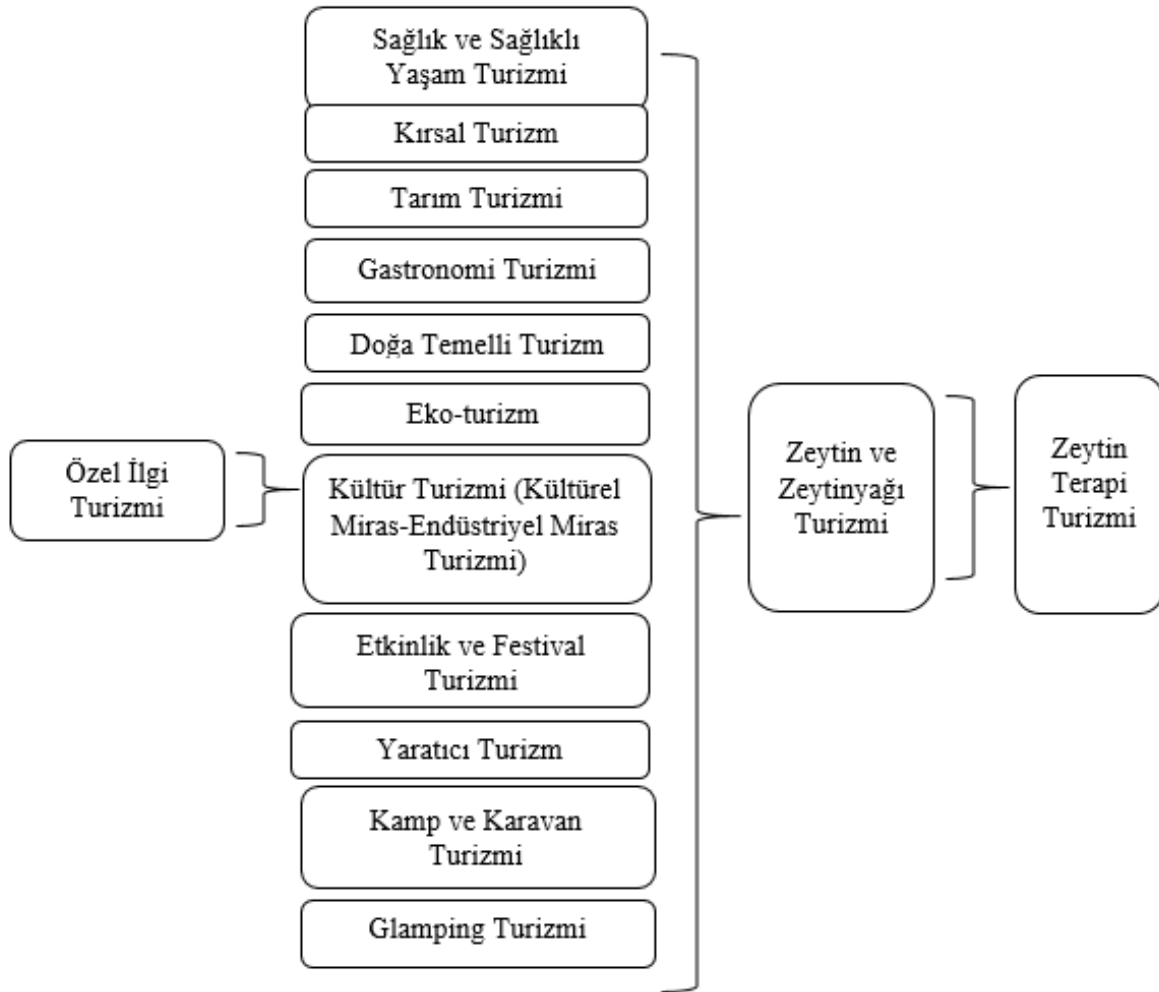 Özel İlgi
Turizmi
Sağlık ve Sağlıklı
Yaşam Turizmi
Kırsal Turizm
Tarım Turizmi
Gastronomi Turizmi
Doğa Temelli Turizm
Eko-turizm
Kültür Turizmi (Kültürel
Miras-Endüstriyel Miras
Turizmi)
Etkinlik ve Festival
Turizmi
Yaratıcı Turizm
Kamp ve Karavan
Turizmi
Glamping Turizmi
Zeytin ve
Zeytinyağı
Turizmi
Zeytin
Terapi
Turizmi